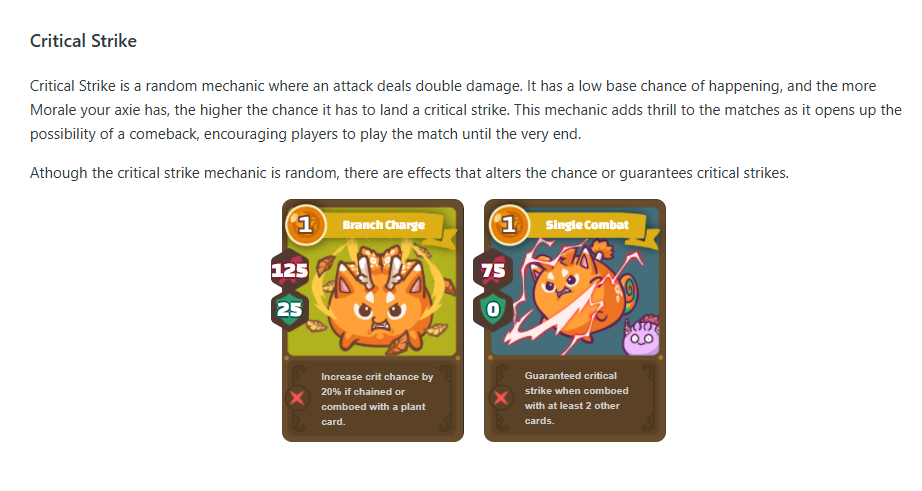 Critical Strike
Critical Strike is a random mechanic where an attack deals double damage. It has a low base chance of happening, and the more
Morale your axie has, the higher the chance it has to land a critical strike. This mechanic adds thrill to the matches as it opens up the
possibility of a comeback, encouraging players to play the match until the very end.
Athough the critical strike mechanic is random, there are effects that alters the chance or guarantees critical strikes.
1
Branch Charge
125
25
Increase crit chance by
20% if chained or
comboed with a plant
card.
1
Single Combat
75
0
Guaranteed critical
strike when comboed
with at least 2 other
cards.